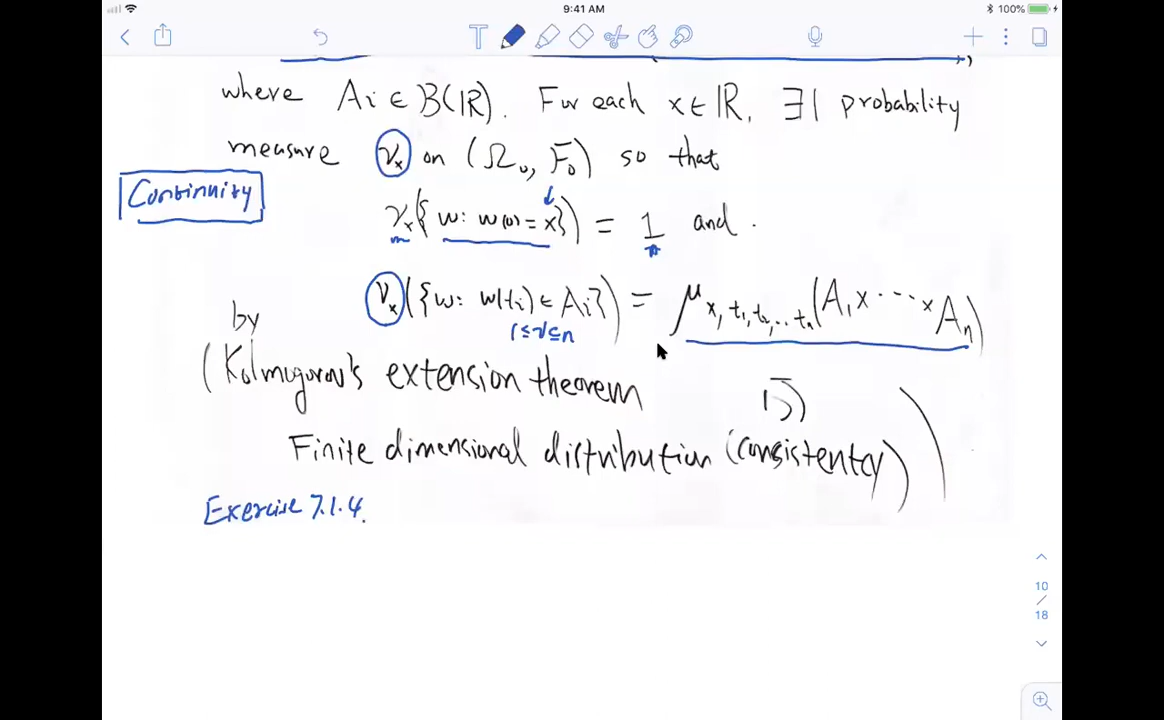 9:41 AM
100%
where Ai ∈ B(ℝ). For each x ∈ ℝ, ∃| probability
measure νx on (Ω0, F0) so that
Continuity
νx{w: w(0) = x}) = 1 and
νx({w: w(ti) ∈ Ai}) = μx, t1, t2, ... tn (A1 x ... x An)
1 ≤ i ≤ n
by
(Kolmogorov's extension theorem
Finite dimensional distribution (consistentcy))
Exercise 7.1.4.
10
/
18